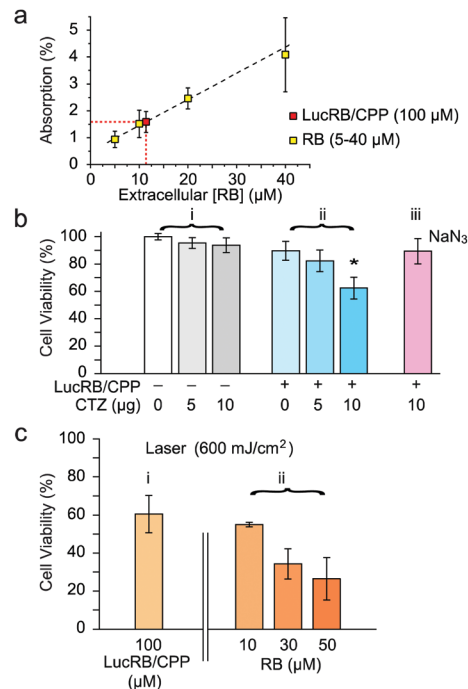 a
Absorption (%)
6
5
4
3
2
1
0
0 10 20 30 40
Extracellular [RB] (µM)
LucRB/CPP (100 µM)
RB (5-40 µM)
b
Cell Viability (%)
100
80
60
40
20
0
i
ii
iii
*
NaN3
LucRB/CPP – – – + + + +
CTZ (µg) 0 5 10 0 5 10 10
c
Laser (600 mJ/cm²)
Cell Viability (%)
100
80
60
40
20
0
i
ii
100 10 30 50
LucRB/CPP RB (µM)
(µM)